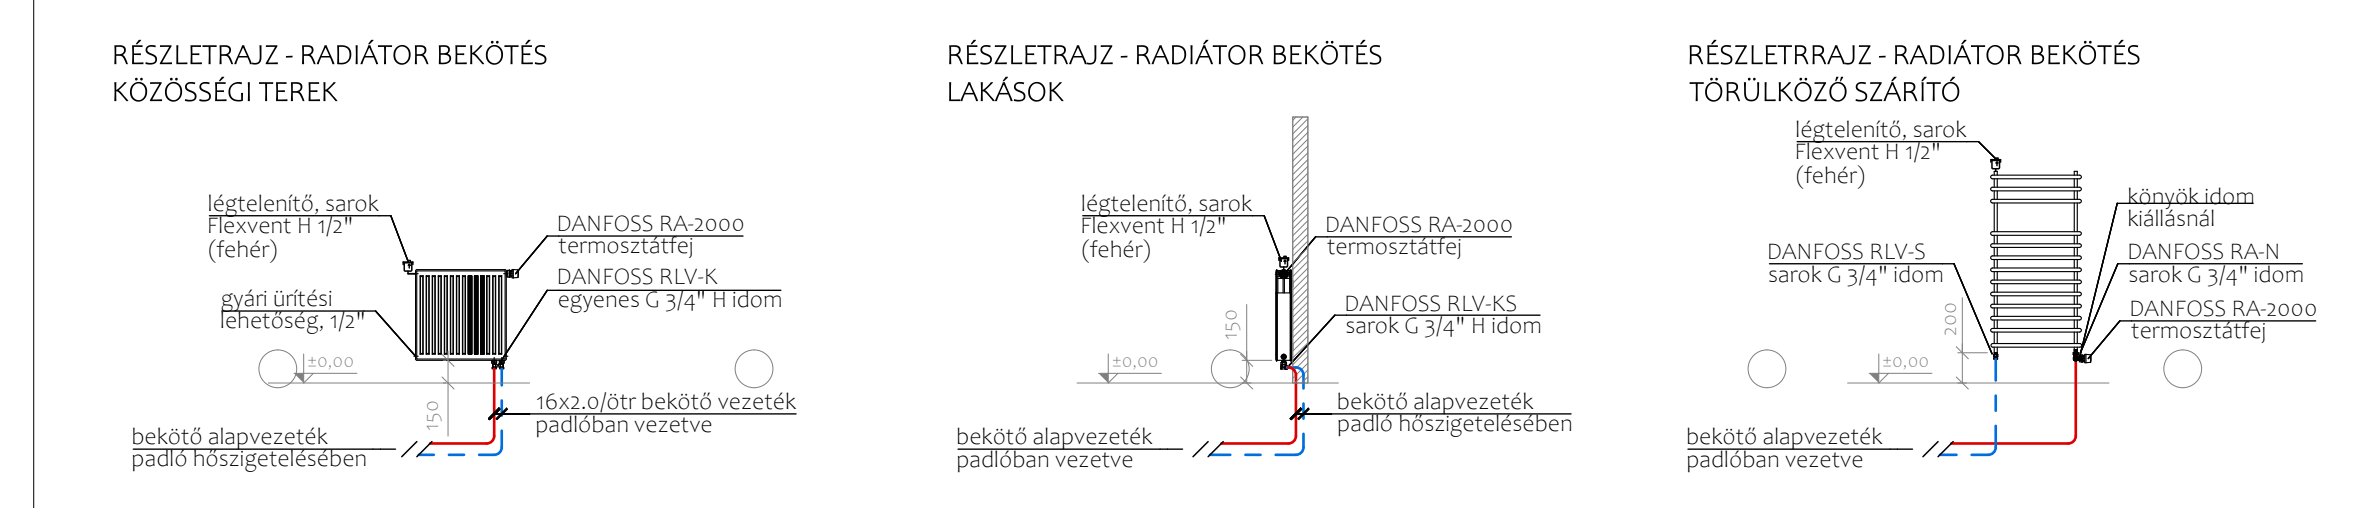 RÉSZLETRAJZ - RADIÁTOR BEKÖTÉS
KÖZÖSSÉGI TEREK
légtelenítő, sarok
Flexvent H 1/2"
(fehér)
DANFOSS RA-2000
termosztátfej
DANFOSS RLV-K
egyenes G 3/4" H idom
gyári ürítési
lehetőség, 1/2"
±0,00
150
16x2.0/ötr bekötő vezeték
padlóban vezetve
bekötő alapvezeték
padló hőszigetelésében
RÉSZLETRAJZ - RADIÁTOR BEKÖTÉS
LAKÁSOK
légtelenítő, sarok
Flexvent H 1/2"
(fehér)
DANFOSS RA-2000
termosztátfej
DANFOSS RLV-KS
sarok G 3/4" H idom
150
±0,00
bekötő alapvezeték
padló hőszigetelésében
bekötő alapvezeték
padlóban vezetve
RÉSZLETRRAJZ - RADIÁTOR BEKÖTÉS
TÖRÜLKÖZŐ SZÁRÍTÓ
légtelenítő, sarok
Flexvent H 1/2"
(fehér)
könyök idom
kiállásnál
DANFOSS RLV-S
sarok G 3/4" idom
DANFOSS RA-N
sarok G 3/4" idom
DANFOSS RA-2000
termosztátfej
200
±0,00
bekötő alapvezeték
padlóban vezetve